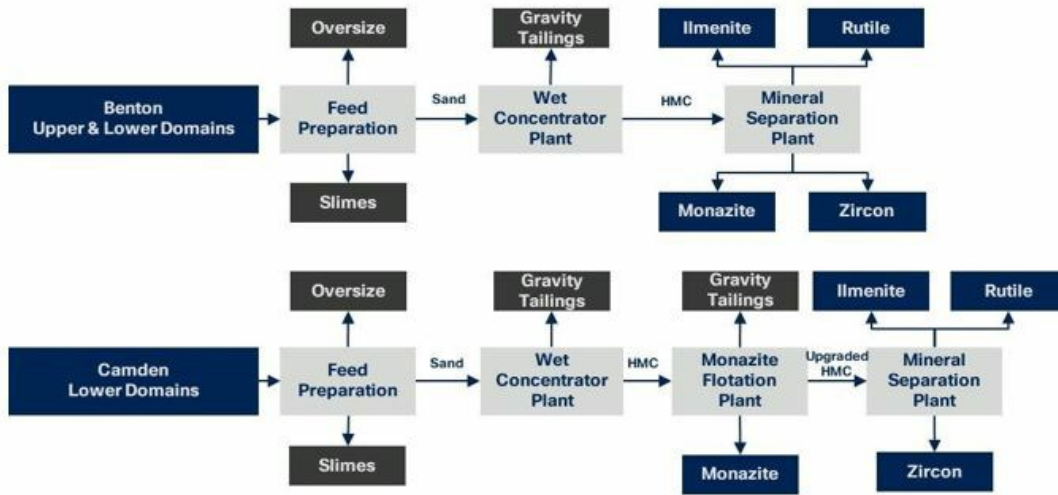 Oversize
Gravity
Tailings
Ilmenite
Rutile
Benton
Upper & Lower Domains
Feed
Preparation
Sand
Wet
Concentrator
Plant
HMC
Mineral
Separation
Plant
Slimes
Monazite
Zircon
Oversize
Gravity
Tailings
Gravity
Tailings
Ilmenite
Rutile
Camden
Lower Domains
Feed
Preparation
Sand
Wet
Concentrator
Plant
HMC
Monazite
Flotation
Plant
Upgraded
HMC
Mineral
Separation
Plant
Slimes
Monazite
Zircon